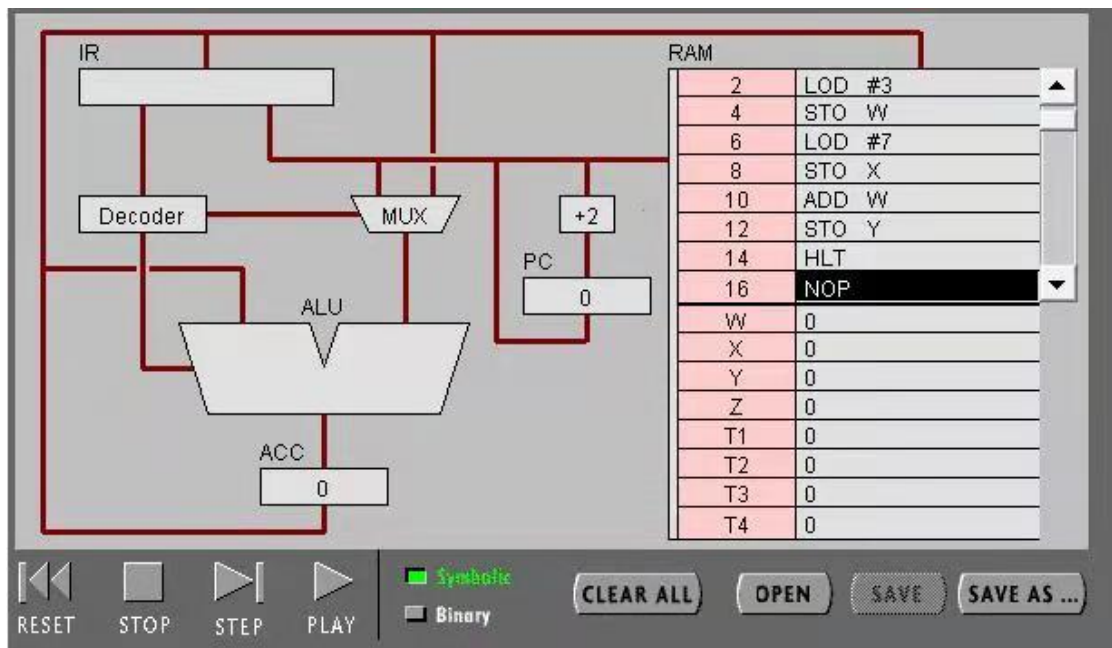 IR
RAM
2 LOD #3
4 STO W
6 LOD #7
8 STO X
10 ADD W
12 STO Y
14 HLT
16 NOP
W 0
X 0
Y 0
Z 0
T1 0
T2 0
T3 0
T4 0
Decoder
MUX
+2
PC
0
ALU
ACC
0
RESET
STOP
STEP
PLAY
Symbolic
Binary
CLEAR ALL
OPEN
SAVE
SAVE AS ...